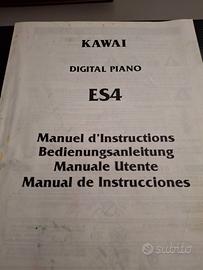 KAWAI
DIGITAL PIANO
ES4
Manuel d'Instructions
Bedienungsanleitung
Manuale Utente
Manual de Instrucciones
subito